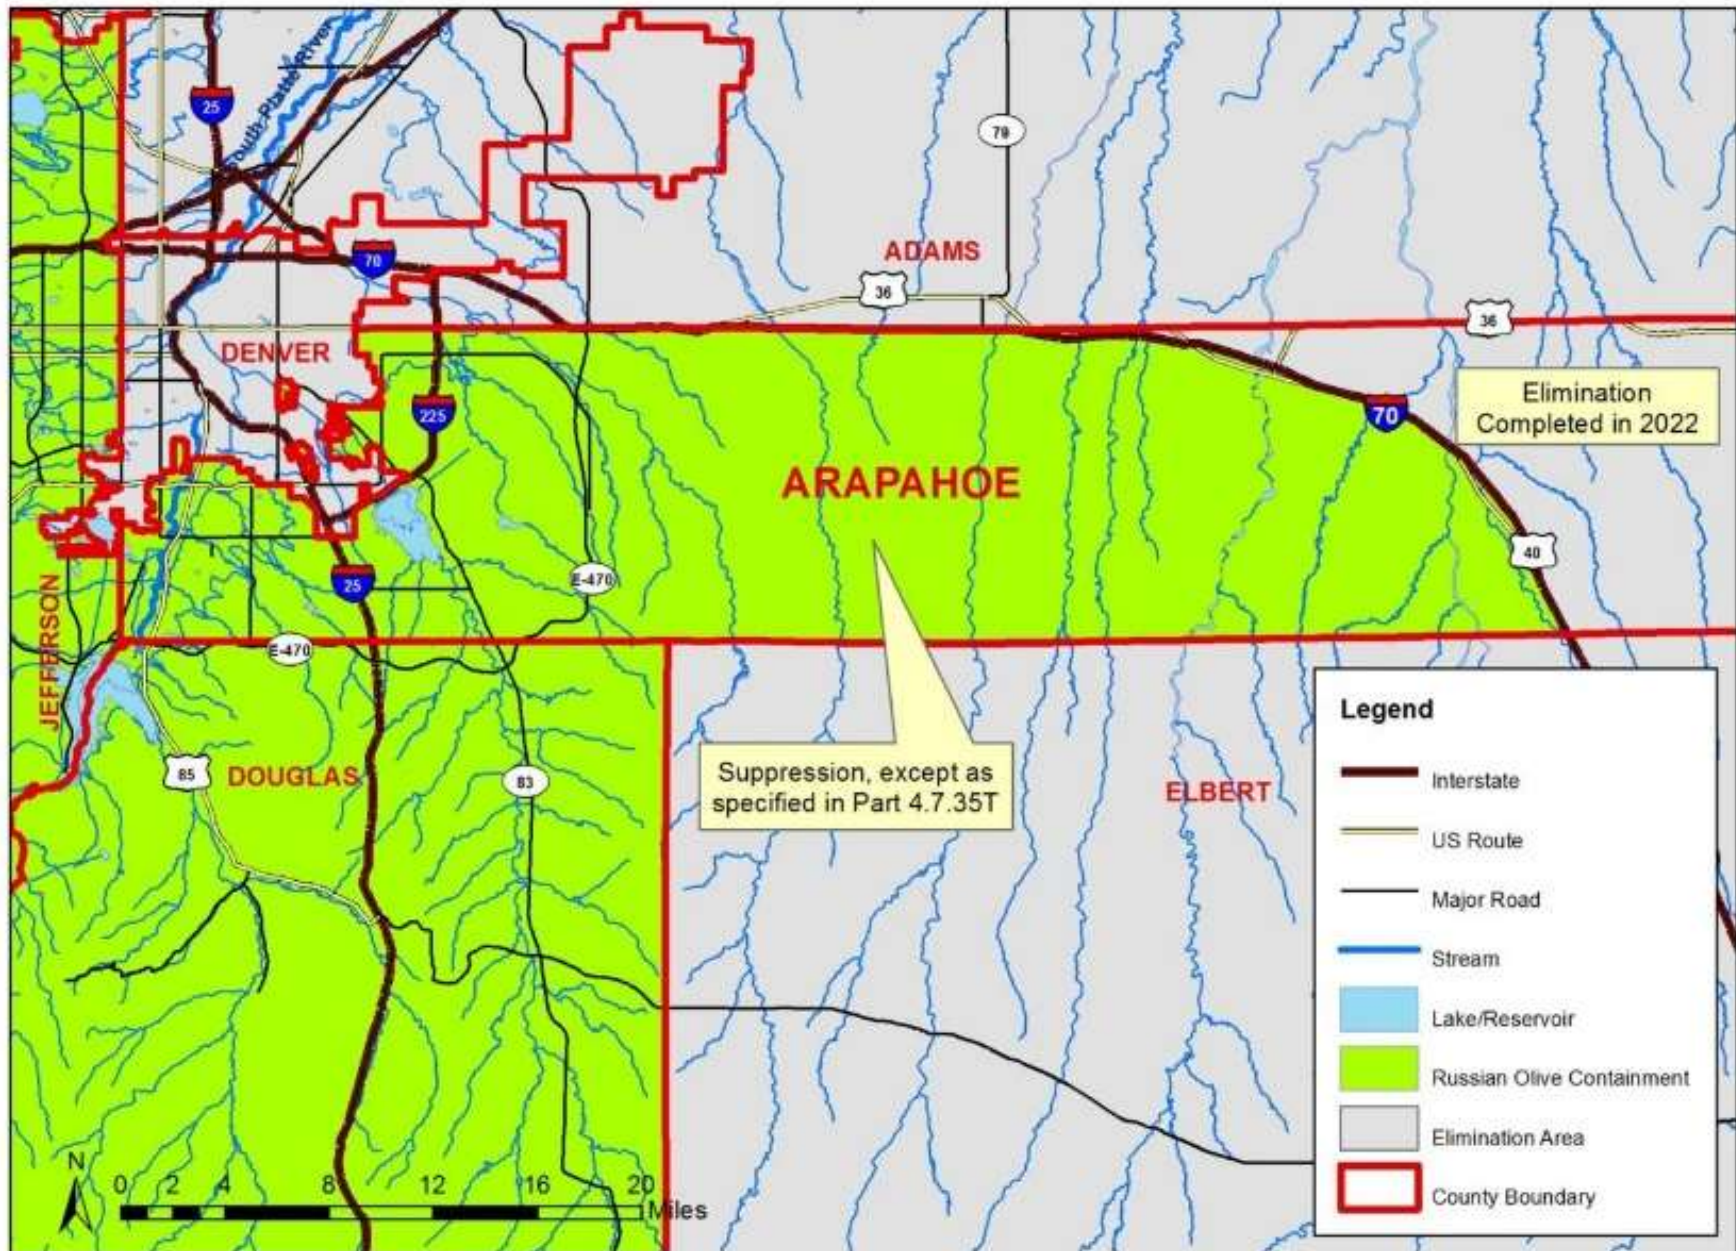 South Platte River
25
79
ADAMS
70
36
36
DENVER
225
70
Elimination
Completed in 2022
ARAPAHOE
40
25
E-470
JEFFERSON
E-470
Suppression, except as
specified in Part 4.7.35T
85
DOUGLAS
83
ELBERT
Legend
Interstate
US Route
Major Road
Stream
Lake/Reservoir
Russian Olive Containment
Elimination Area
County Boundary
N
0 2 4 8 12 16 20
Miles